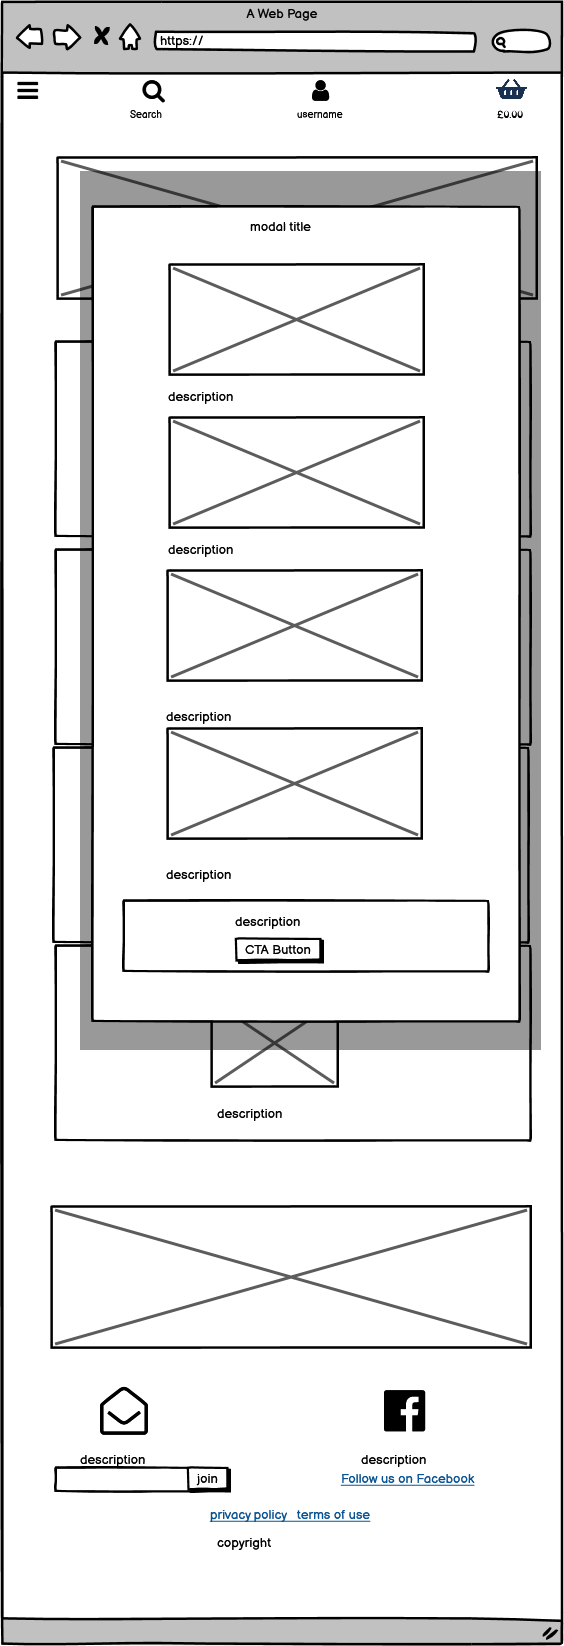 A Web Page
https://
Search
username
£0.00
modal title
description
description
description
description
description
CTA Button
description
description
join
description
Follow us on Facebook
privacy policy terms of use
copyright